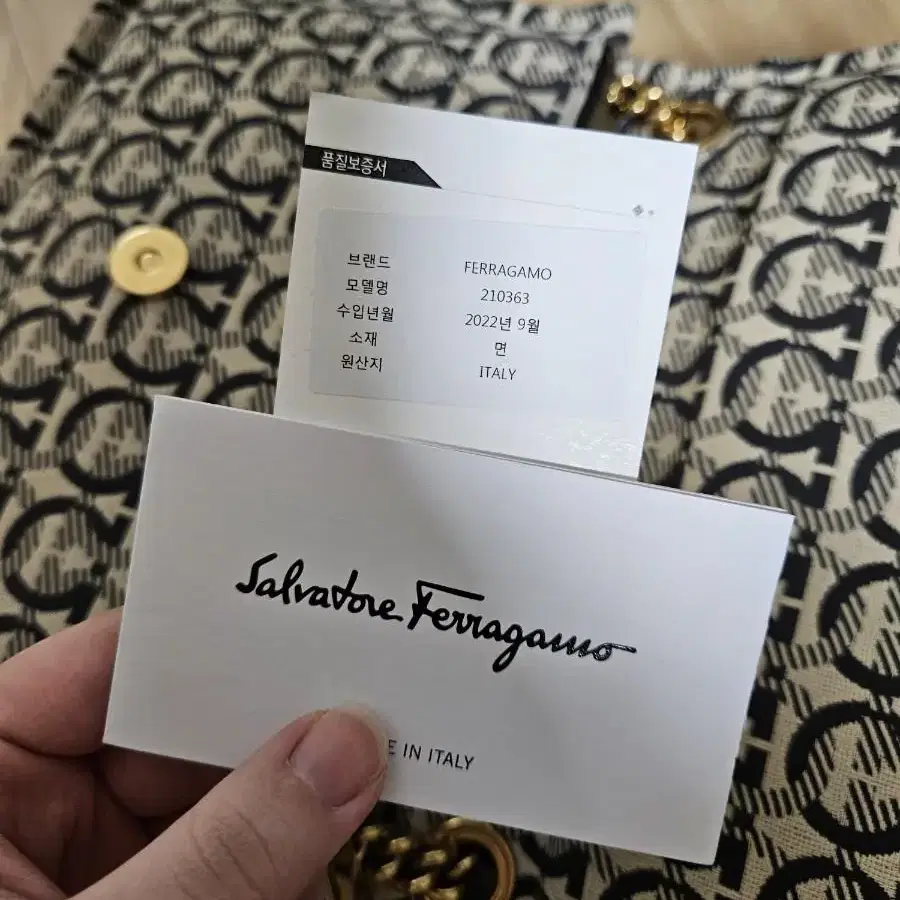 품질보증서
브랜드 FERRAGAMO
모델명 210363
수입년월 2022년 9월
소재 면
원산지 ITALY
Salvatore Ferragamo
E IN ITALY